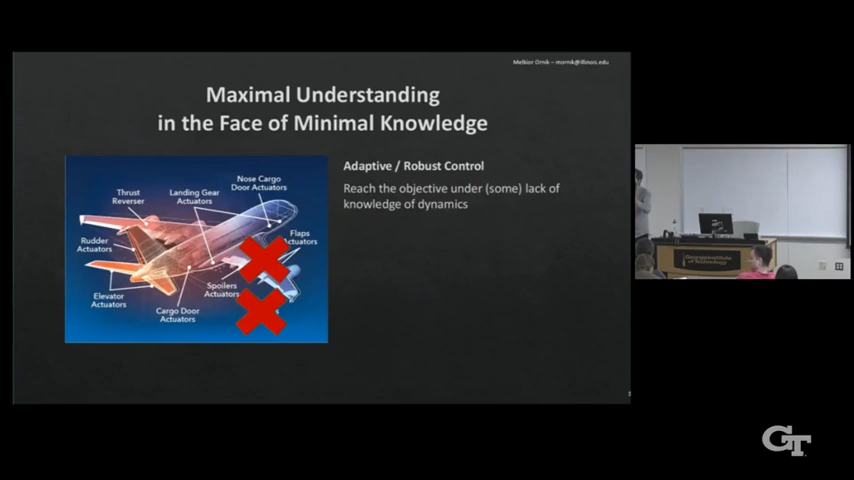 Melkior Ornik – mornik@illinois.edu
Maximal Understanding
in the Face of Minimal Knowledge
Adaptive / Robust Control
Reach the objective under (some) lack of
knowledge of dynamics
Nose Cargo
Door Actuators
Landing Gear
Actuators
Thrust
Reverser
Flaps
Actuators
Rudder
Actuators
Spoilers
Actuators
Elevator
Actuators
Cargo Door
Actuators
Georgia Institute
of Technology
GT